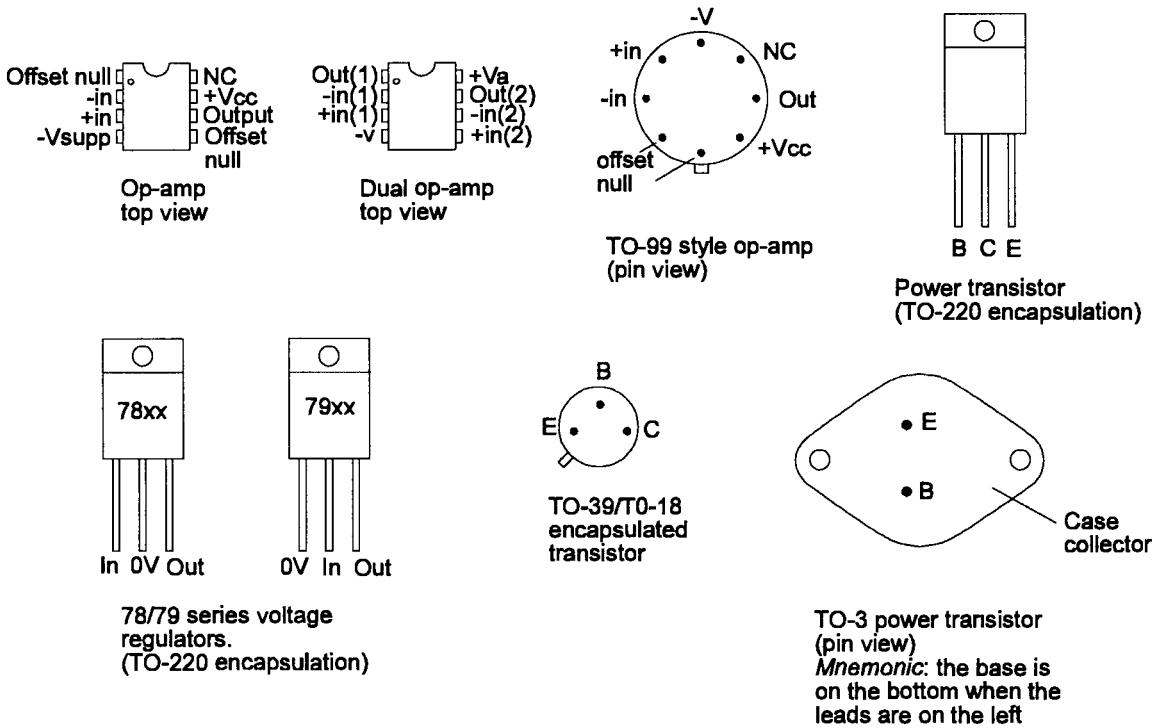 Offset null
-in
+in
-Vsupp
NC
+Vcc
Output
Offset
null
Op-amp
top view
Out(1)
-in(1)
+in(1)
-v
+Va
Out(2)
-in(2)
+in(2)
Dual op-amp
top view
-V
+in
NC
-in
Out
offset
null
+Vcc
TO-99 style op-amp
(pin view)
B C E
Power transistor
(TO-220 encapsulation)
78xx
In 0V Out
79xx
0V In Out
78/79 series voltage
regulators.
(TO-220 encapsulation)
B
E
C
TO-39/T0-18
encapsulated
transistor
E
B
Case
collector
TO-3 power transistor
(pin view)
Mnemonic: the base is
on the bottom when the
leads are on the left